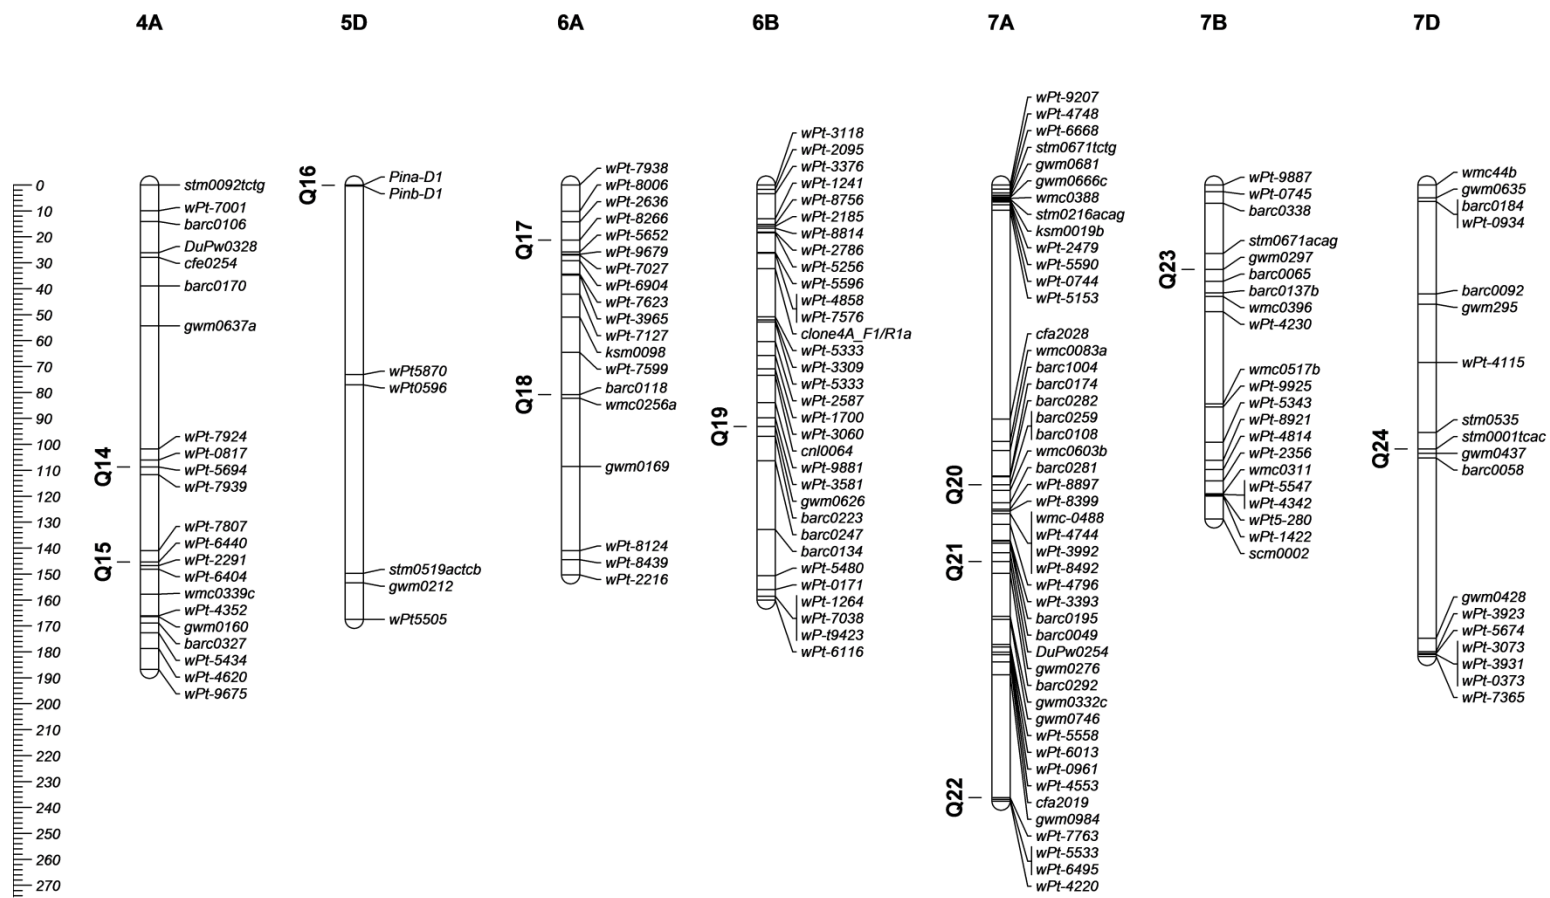 4A
5D
6A
6B
7A
7B
7D
0
10
20
30
40
50
60
70
80
90
100
110
120
130
140
150
160
170
180
190
200
210
220
230
240
250
260
270
Q14
Q15
stm0092tctg
wPt-7001
barc0106
DuPw0328
cfe0254
barc0170
gwm0637a
wPt-7924
wPt-0817
wPt-5694
wPt-7939
wPt-7807
wPt-6440
wPt-2291
wPt-6404
wmc0339c
wPt-4352
gwm0160
barc0327
wPt-5434
wPt-4620
wPt-9675
Q16
Pina-D1
Pinb-D1
wPt5870
wPt0596
stm0519actcb
gwm0212
wPt5505
Q17
Q18
wPt-7938
wPt-8006
wPt-2636
wPt-8266
wPt-5652
wPt-9679
wPt-7027
wPt-6904
wPt-7623
wPt-3965
wPt-7127
ksm0098
wPt-7599
barc0118
wmc0256a
gwm0169
wPt-8124
wPt-8439
wPt-2216
Q19
wPt-3118
wPt-2095
wPt-3376
wPt-1241
wPt-8756
wPt-2185
wPt-8814
wPt-2786
wPt-5256
wPt-5596
wPt-4858
wPt-7576
clone4A_F1/R1a
wPt-5333
wPt-3309
wPt-5333
wPt-2587
wPt-1700
wPt-3060
cnl0064
wPt-9881
wPt-3581
gwm0626
barc0223
barc0247
barc0134
wPt-5480
wPt-0171
wPt-1264
wPt-7038
wP-t9423
wPt-6116
Q20
Q21
Q22
wPt-9207
wPt-4748
wPt-6668
stm0671tctg
gwm0681
gwm0666c
wmc0388
stm0216acag
ksm0019b
wPt-2479
wPt-5590
wPt-0744
wPt-5153
cfa2028
wmc0083a
barc1004
barc0174
barc0282
barc0259
barc0108
wmc0603b
barc0281
wPt-8897
wPt-8399
wmc-0488
wPt-4744
wPt-3992
wPt-8492
wPt-4796
wPt-3393
barc0195
barc0049
DuPw0254
gwm0276
barc0292
gwm0332c
gwm0746
wPt-5558
wPt-6013
wPt-0961
wPt-4553
cfa2019
gwm0984
wPt-7763
wPt-5533
wPt-6495
wPt-4220
Q23
wPt-9887
wPt-0745
barc0338
stm0671acag
gwm0297
barc0065
barc0137b
wmc0396
wPt-4230
wmc0517b
wPt-9925
wPt-5343
wPt-8921
wPt-4814
wPt-2356
wmc0311
wPt-5547
wPt-4342
wPt5-280
wPt-1422
scm0002
Q24
wmc44b
gwm0635
barc0184
wPt-0934
barc0092
gwm295
wPt-4115
stm0535
stm0001tcac
gwm0437
barc0058
gwm0428
wPt-3923
wPt-5674
wPt-3073
wPt-3931
wPt-0373
wPt-7365